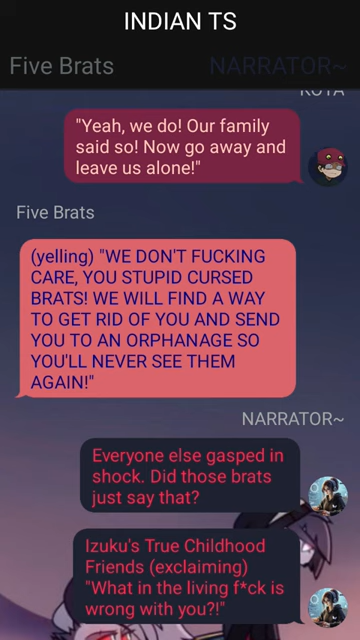 INDIAN TS
Five Brats
NARRATOR~
KOTA
"Yeah, we do! Our family
said so! Now go away and
leave us alone!"
Five Brats
(yelling) "WE DON'T FUCKING
CARE, YOU STUPID CURSED
BRATS! WE WILL FIND A WAY
TO GET RID OF YOU AND SEND
YOU TO AN ORPHANAGE SO
YOU'LL NEVER SEE THEM
AGAIN!"
NARRATOR~
Everyone else gasped in
shock. Did those brats
just say that?
Izuku's True Childhood
Friends (exclaiming)
"What in the living f*ck is
wrong with you?!"